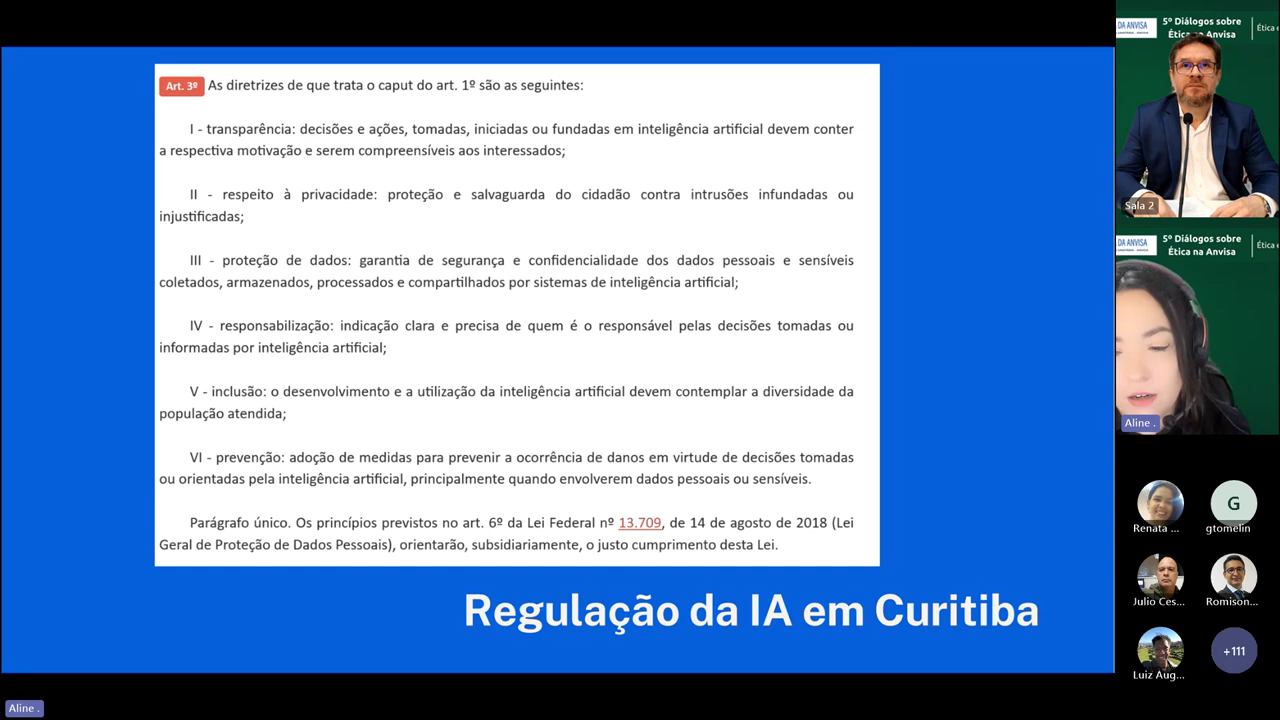 Art. 3º As diretrizes de que trata o caput do art. 1º são as seguintes:
I - transparência: decisões e ações, tomadas, iniciadas ou fundadas em inteligência artificial devem conter
a respectiva motivação e serem compreensíveis aos interessados;
II - respeito à privacidade: proteção e salvaguarda do cidadão contra intrusões infundadas ou
injustificadas;
III - proteção de dados: garantia de segurança e confidencialidade dos dados pessoais e sensíveis
coletados, armazenados, processados e compartilhados por sistemas de inteligência artificial;
IV - responsabilização: indicação clara e precisa de quem é o responsável pelas decisões tomadas ou
informadas por inteligência artificial;
V - inclusão: o desenvolvimento e a utilização da inteligência artificial devem contemplar a diversidade da
população atendida;
VI - prevenção: adoção de medidas para prevenir a ocorrência de danos em virtude de decisões tomadas
ou orientadas pela inteligência artificial, principalmente quando envolverem dados pessoais ou sensíveis.
Parágrafo único. Os princípios previstos no art. 6º da Lei Federal nº 13.709, de 14 de agosto de 2018 (Lei
Geral de Proteção de Dados Pessoais), orientarão, subsidiariamente, o justo cumprimento desta Lei.
Regulação da IA em Curitiba
DA ANVISA
5º Diálogos sobre
Ética na Anvisa
Ética e
Sala 2
DA ANVISA
5º Diálogos sobre
Ética na Anvisa
Ética e
Aline .
G
Renata ...
gtomelin
Julio Ces...
Romison...
Luiz Aug...
+111
Aline .